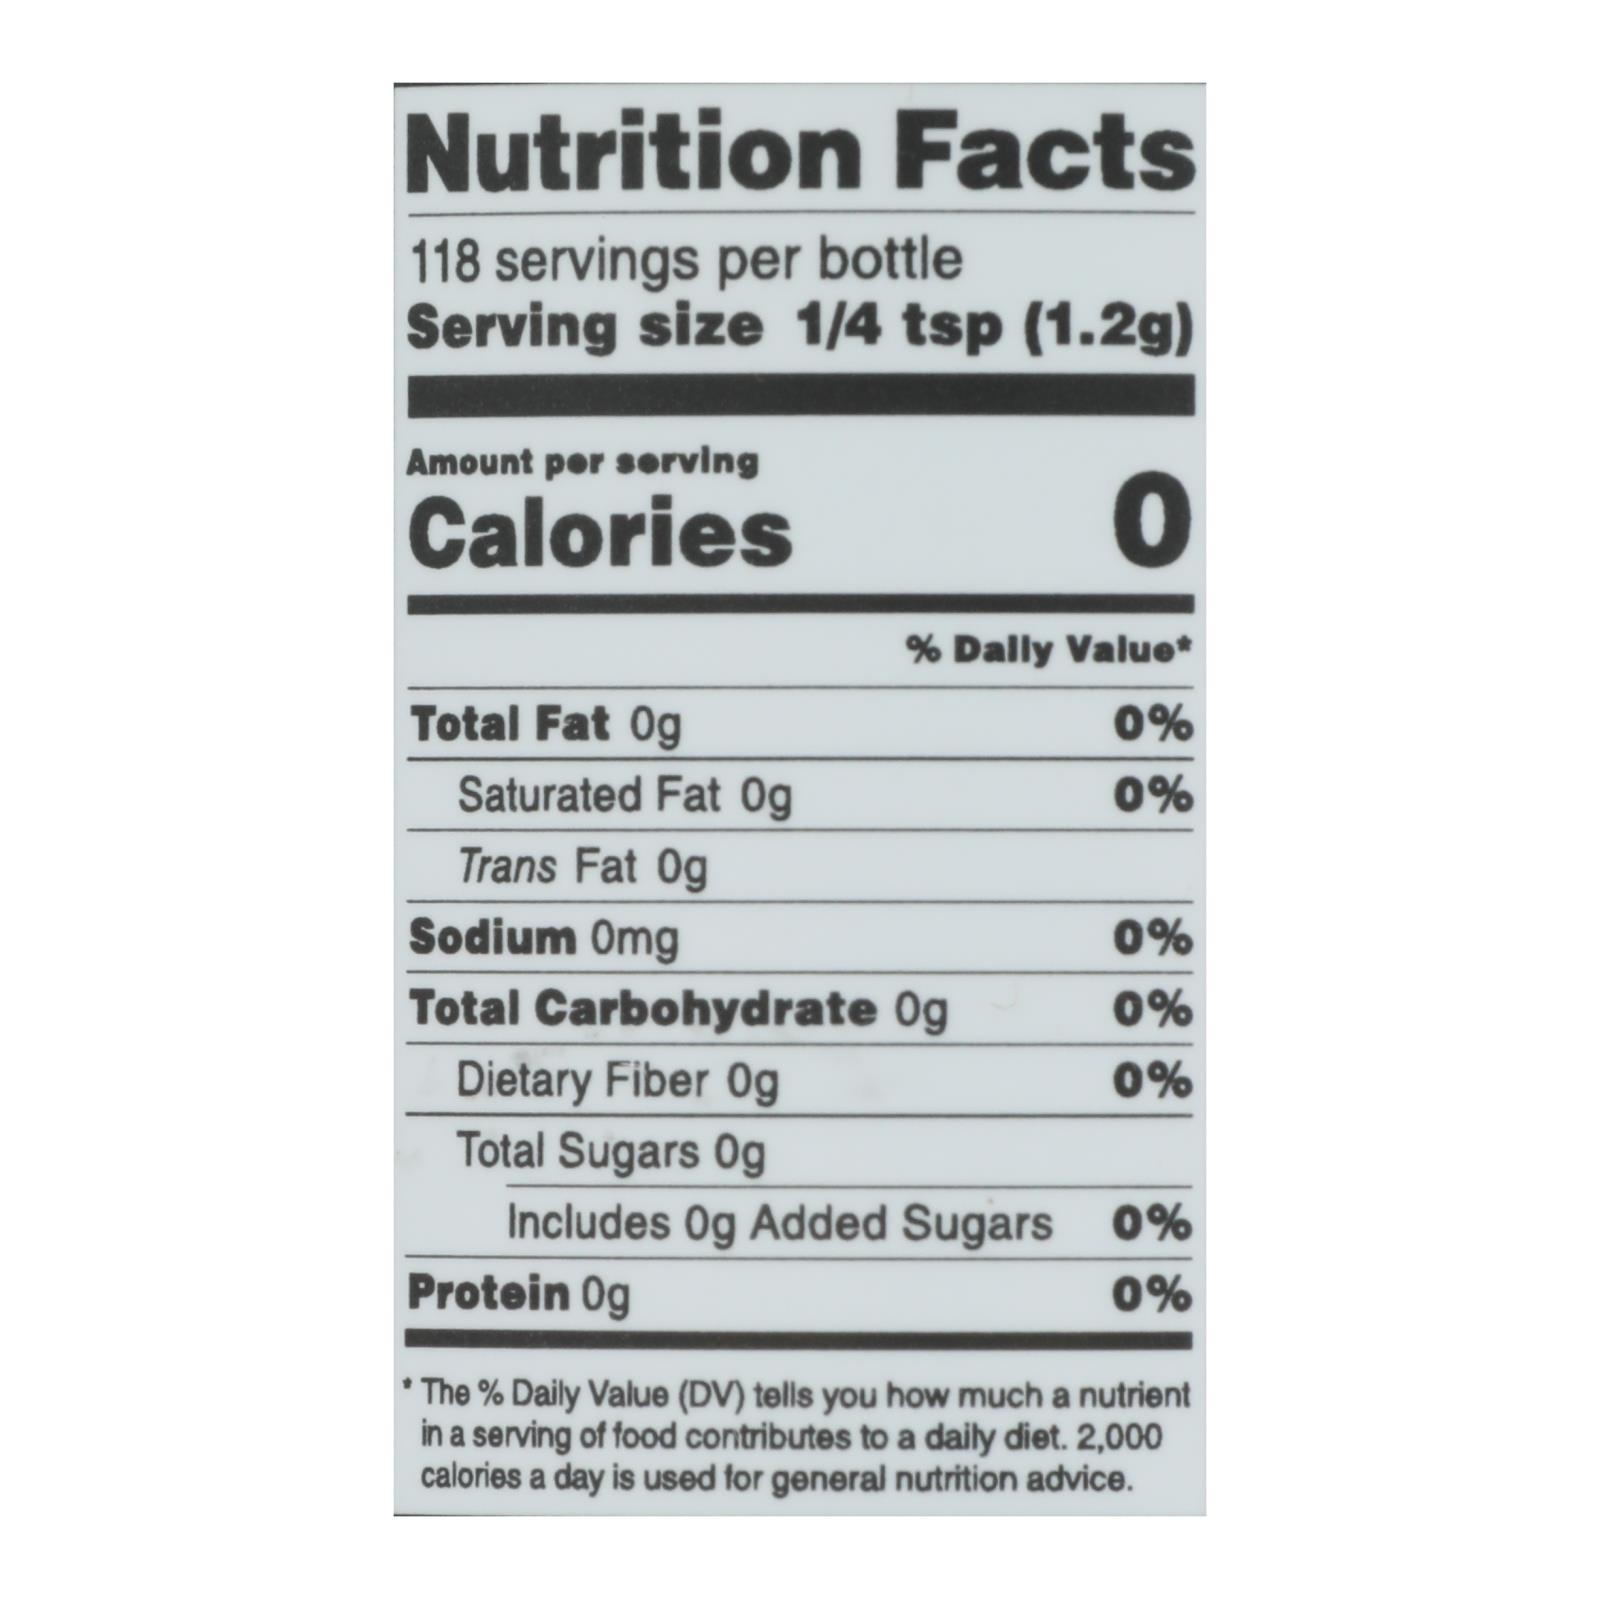 Nutrition Facts
118 servings per bottle
Serving size 1/4 tsp (1.2g)
Amount per serving
Calories 0
% Daily Value*
Total Fat 0g 0%
Saturated Fat 0g 0%
Trans Fat 0g
Sodium 0mg 0%
Total Carbohydrate 0g 0%
Dietary Fiber 0g 0%
Total Sugars 0g
Includes 0g Added Sugars 0%
Protein 0g 0%
* The % Daily Value (DV) tells you how much a nutrient
in a serving of food contributes to a daily diet. 2,000
calories a day is used for general nutrition advice.